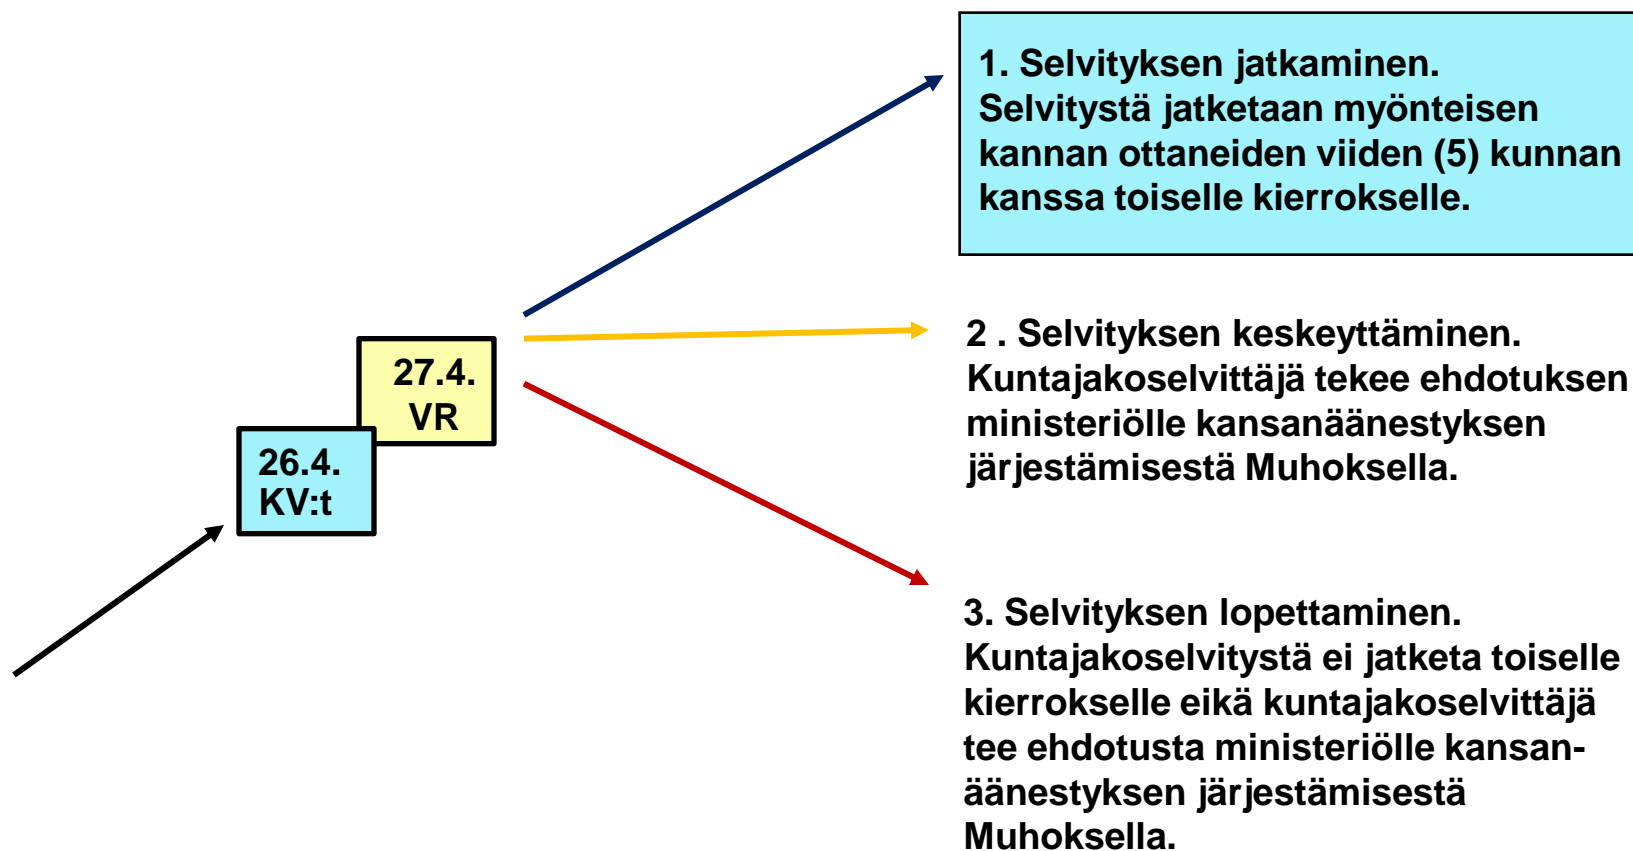 1. Selvityksen jatkaminen.
Selvitystä jatketaan myönteisen
kannan ottaneiden viiden (5) kunnan
kanssa toiselle kierrokselle.
27.4.
VR
26.4.
KV:t
2 . Selvityksen keskeyttäminen.
Kuntajakoselvittäjä tekee ehdotuksen
ministeriölle kansanäänestyksen
järjestämisestä Muhoksella.
3. Selvityksen lopettaminen.
Kuntajakoselvitystä ei jatketa toiselle
kierrokselle eikä kuntajakoselvittäjä
tee ehdotusta ministeriölle kansan-
äänestyksen järjestämisestä
Muhoksella.